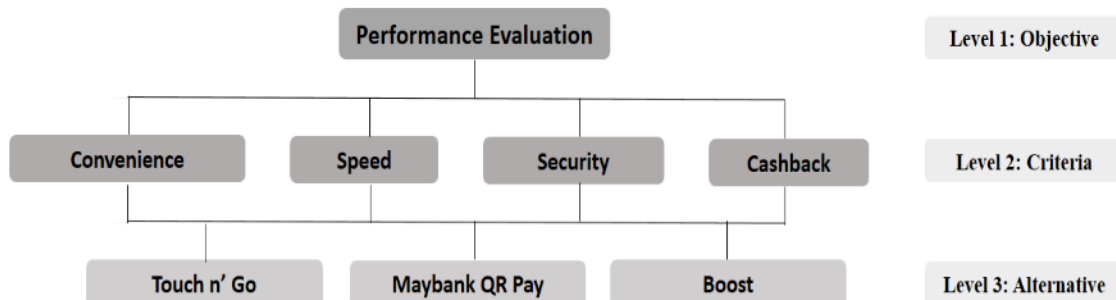 Performance Evaluation
Level 1: Objective
Convenience
Speed
Security
Cashback
Level 2: Criteria
Touch n’ Go
Maybank QR Pay
Boost
Level 3: Alternative